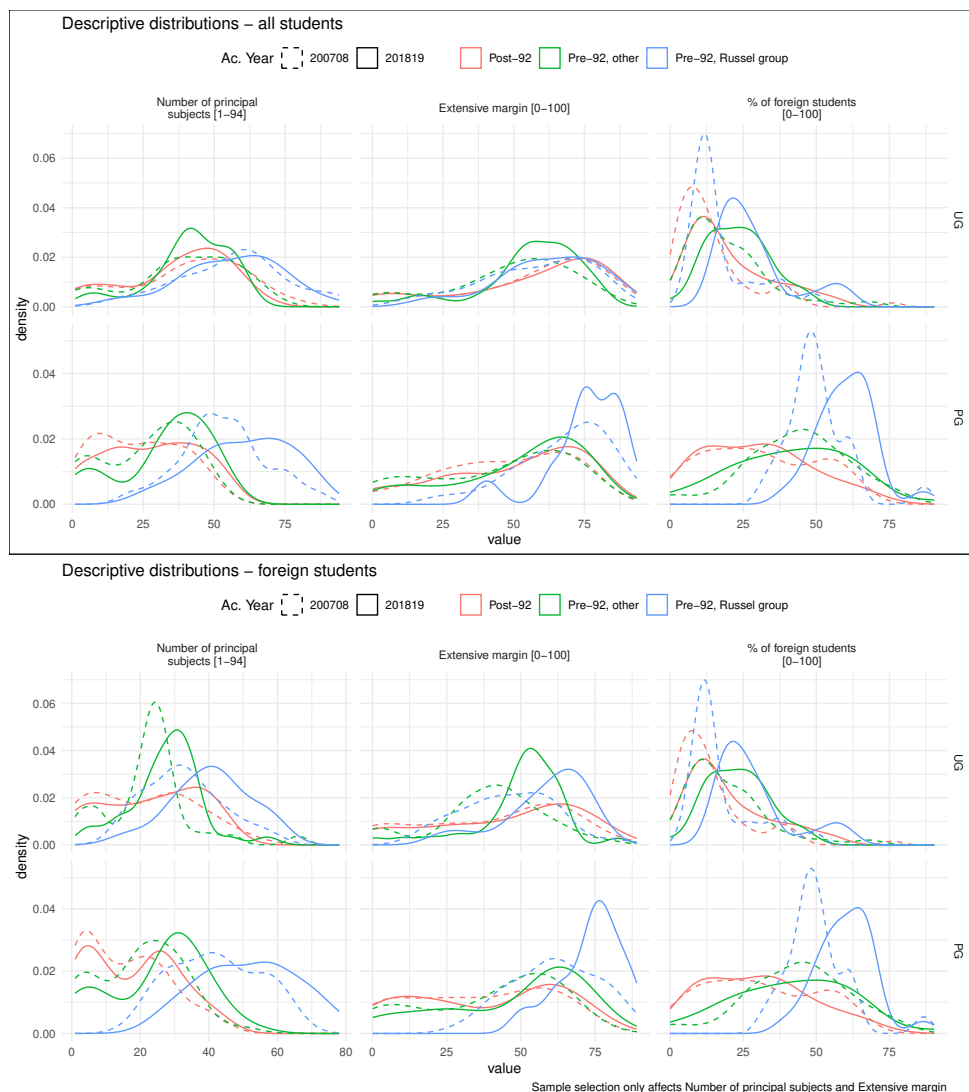 Descriptive distributions − all students
Ac. Year 200708 201819 Post−92 Pre−92, other Pre−92, Russel group
Number of principal
subjects [1−94]
Extensive margin [0−100]
% of foreign students
[0−100]
0.06
0.04
0.02
0.00
UG
density
0.04
0.02
0.00
PG
0 25 50 75 0 25 50 75 0 25 50 75
value
Descriptive distributions − foreign students
Ac. Year 200708 201819 Post−92 Pre−92, other Pre−92, Russel group
Number of principal
subjects [1−94]
Extensive margin [0−100]
% of foreign students
[0−100]
0.06
0.04
0.02
0.00
UG
density
0.04
0.02
0.00
PG
0 20 40 60 80 0 25 50 75 0 25 50 75
value
Sample selection only affects Number of principal subjects and Extensive margin